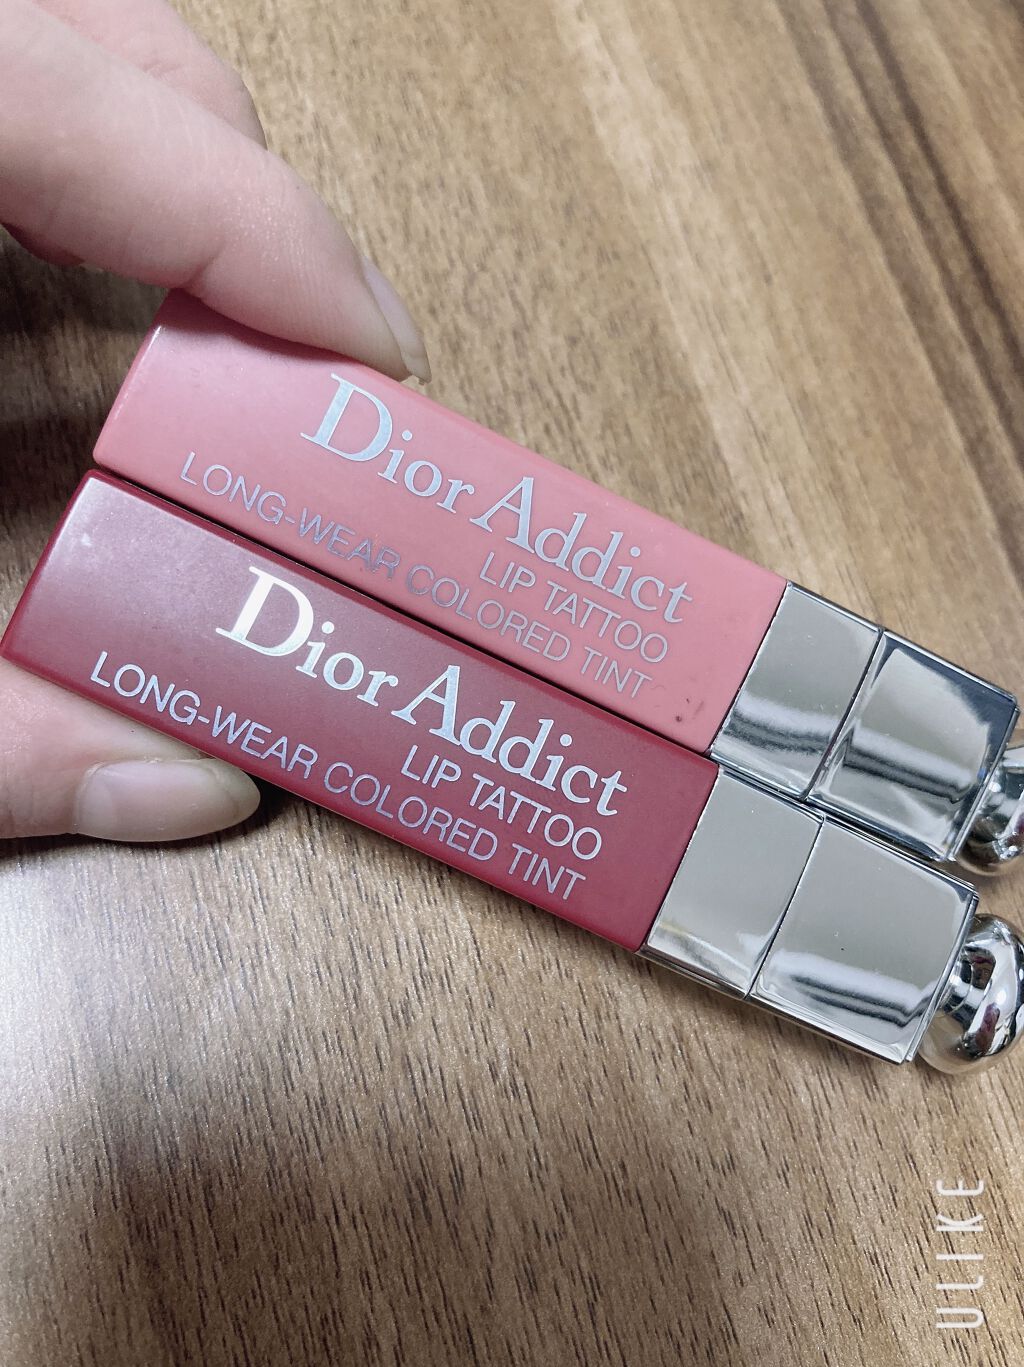 Dior Addict
LIP TATTOO
LONG-WEAR COLORED TINT
Dior Addict
LIP TATTOO
LONG-WEAR COLORED TINT
ULIKE